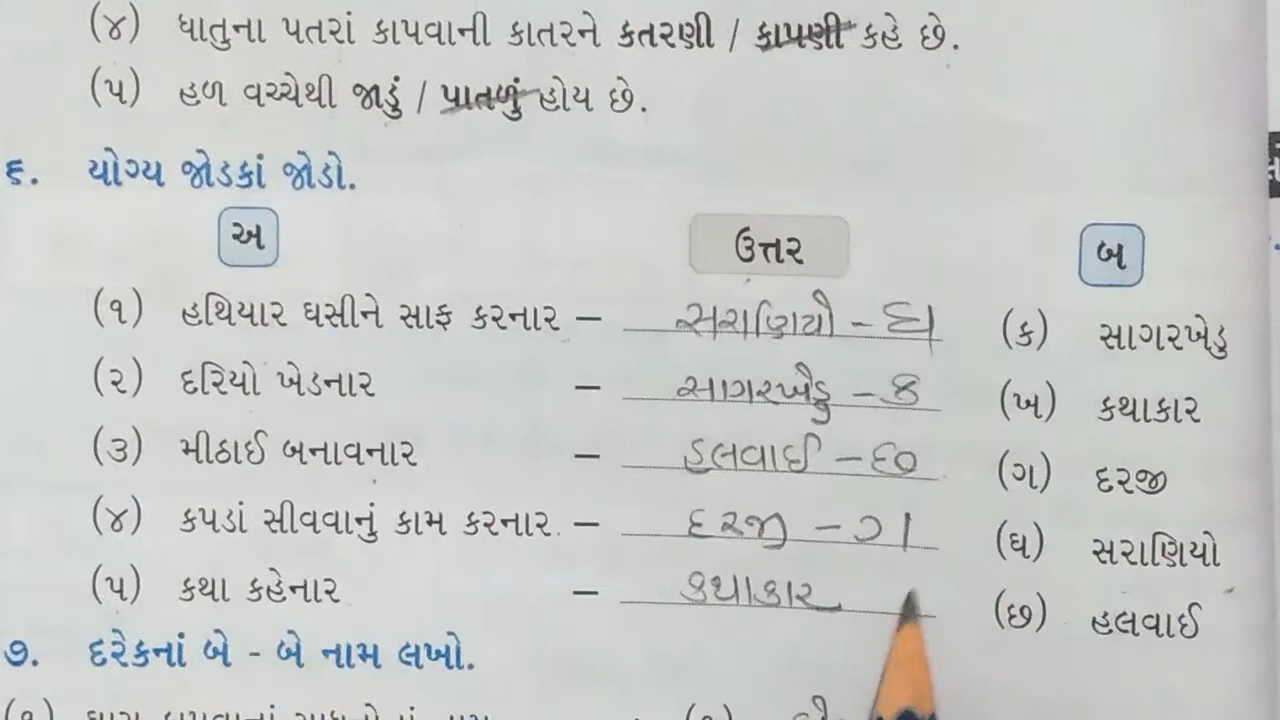 (૪) ધાતુના પતરાં કાપવાની કાતરને કતરણી / કાપણી કહે છે.
(૫) હળ વચ્ચેથી જાડું / પાતળું હોય છે.
૬. યોગ્ય જોડકાં જોડો.
અ ઉત્તર બ
(૧) હથિયાર ઘસીને સાફ કરનાર – સરાણિયો - ઘ (ક) સાગરખેડુ
(૨) દરિયો ખેડનાર – સાગરખેડુ - ક (ખ) કથાકાર
(૩) મીઠાઈ બનાવનાર – હલવાઈ - છ (ગ) દરજી
(૪) કપડાં સીવવાનું કામ કરનાર – દરજી - ગ (ઘ) સરાણિયો
(૫) કથા કહેનાર – કથાકાર (છ) હલવાઈ
૭. દરેકનાં બે - બે નામ લખો.